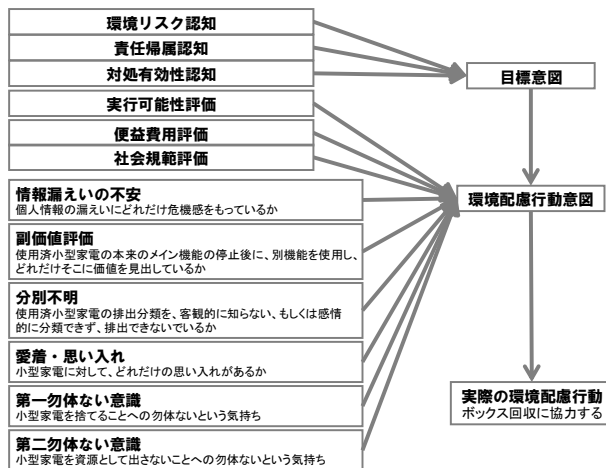 環境リスク認知
責任帰属認知
対処有効性認知
目標意図
実行可能性評価
便益費用評価
社会規範評価
情報漏えいの不安
個人情報の漏えいにどれだけ危機感をもっているか
環境配慮行動意図
副価値評価
使用済小型家電の本来のメイン機能の停止後に、別機能を使用し、
どれだけそこに価値を見出しているか
分別不明
使用済小型家電の排出分類を、客観的に知らない、もしくは感情
的に分類できず、排出できないでいるか
愛着・思い入れ
小型家電に対して、どれだけの思い入れがあるか
第一勿体ない意識
小型家電を捨てることへの勿体ないという気持ち
実際の環境配慮行動
ボックス回収に協力する
第二勿体ない意識
小型家電を資源として出さないことへの勿体ないという気持ち